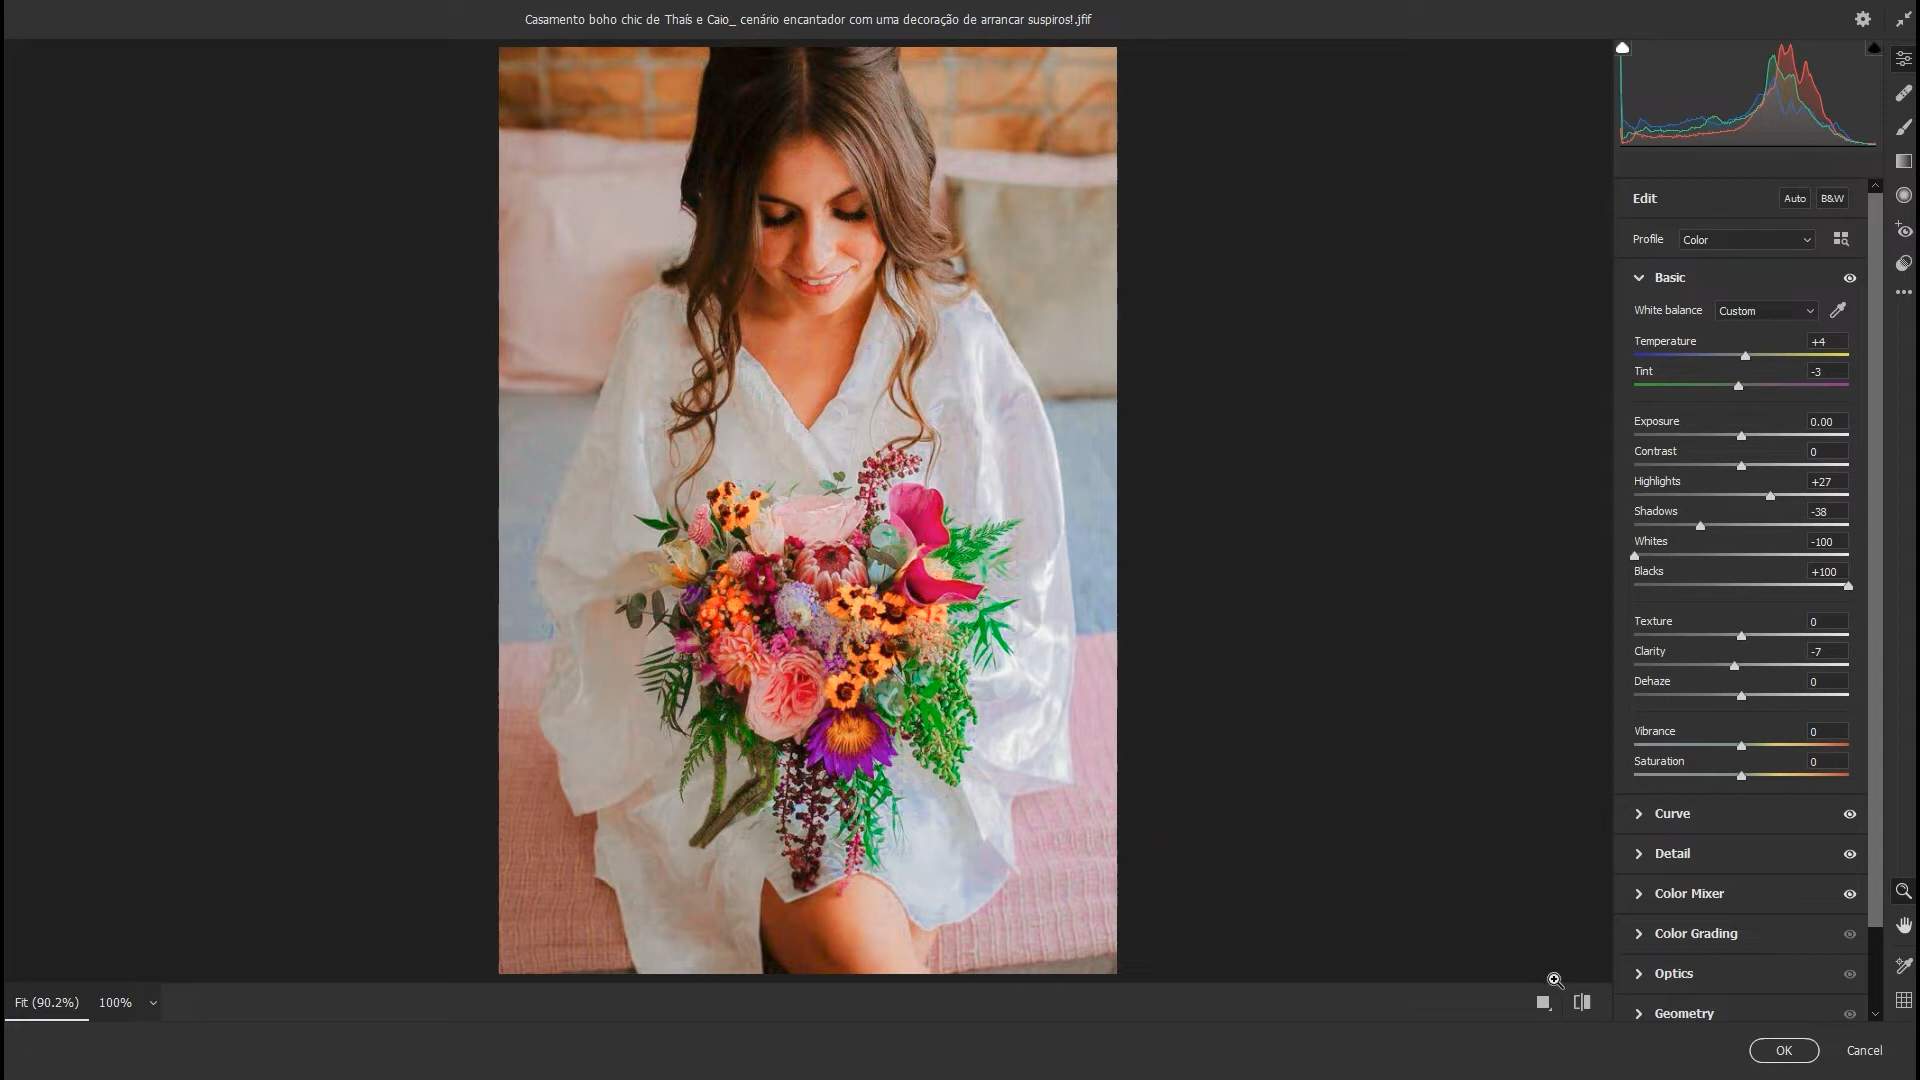 Casamento boho chic de Thaís e Caio_ cenário encantador com uma decoração de arrancar suspiros!.jfif
Edit
Auto
B&W
Profile
Color
Basic
White balance
Custom
Temperature
+4
Tint
-3
Exposure
0.00
Contrast
0
Highlights
+27
Shadows
-38
Whites
-100
Blacks
+100
Texture
0
Clarity
-7
Dehaze
0
Vibrance
0
Saturation
0
Curve
Detail
Color Mixer
Color Grading
Optics
Geometry
Fit (90.2%)
100%
OK
Cancel